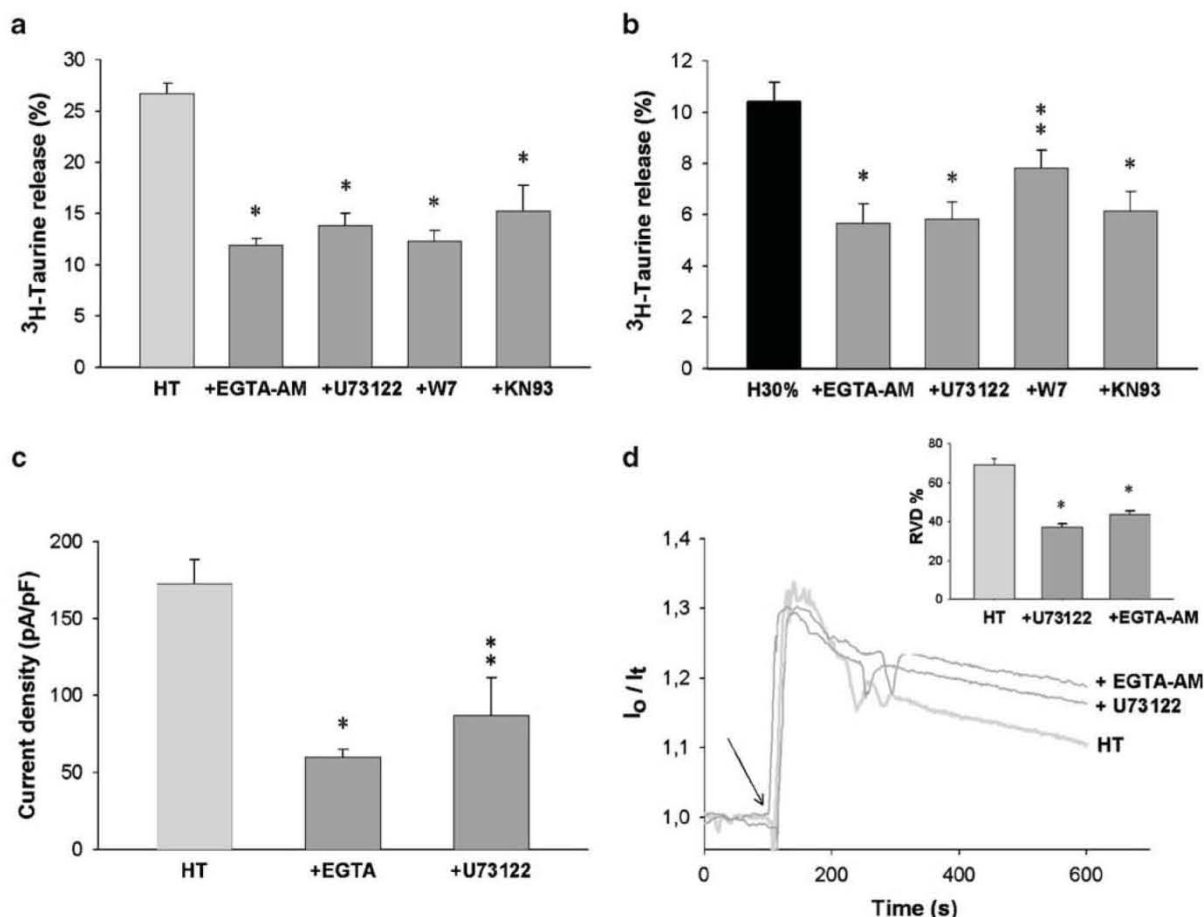 a
30
25
20
15
10
5
0
³H-Taurine release (%)
*
*
*
*
HT +EGTA-AM +U73122 +W7 +KN93
b
12
10
8
6
4
2
0
³H-Taurine release (%)
*
*
*
*
*
H30% +EGTA-AM +U73122 +W7 +KN93
c
200
150
100
50
0
Current density (pA/pF)
*
*
*
HT +EGTA +U73122
d
80
60
40
20
0
RVD %
*
*
HT +U73122 +EGTA-AM
1,4
1,3
1,2
1,1
1,0
I₀ / Iₜ
+ EGTA-AM
+ U73122
HT
0 200 400 600
Time (s)